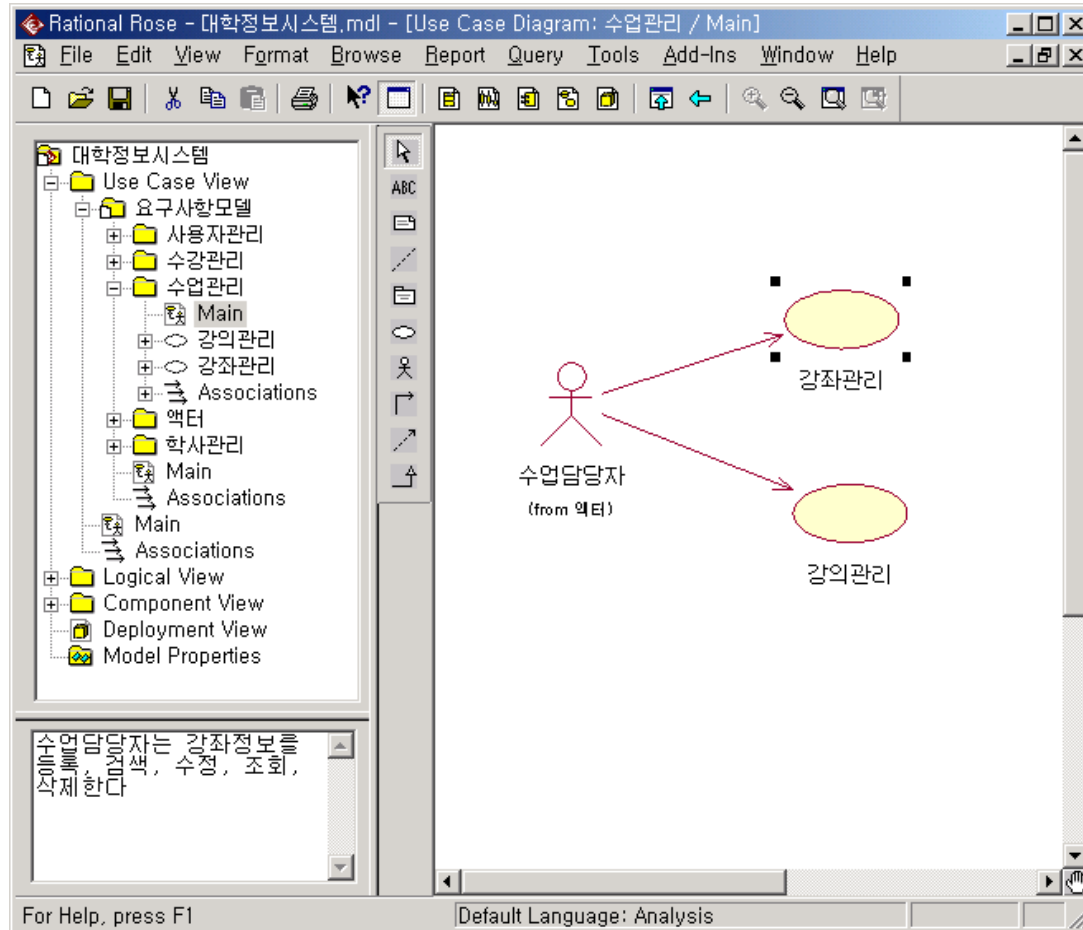 Rational Rose - 대학정보시스템.mdl - [Use Case Diagram: 수업관리 / Main]
File Edit View Format Browse Report Query Tools Add-Ins Window Help
대학정보시스템
Use Case View
요구사항모델
사용자관리
수강관리
수업관리
Main
강의관리
강좌관리
Associations
액터
학사관리
Main
Associations
Main
Associations
Logical View
Component View
Deployment View
Model Properties
수업담당자는 강좌정보를
등록, 검색, 수정, 조회,
삭제한다
ABC
강좌관리
수업담당자
(from 액터)
강의관리
For Help, press F1
Default Language: Analysis